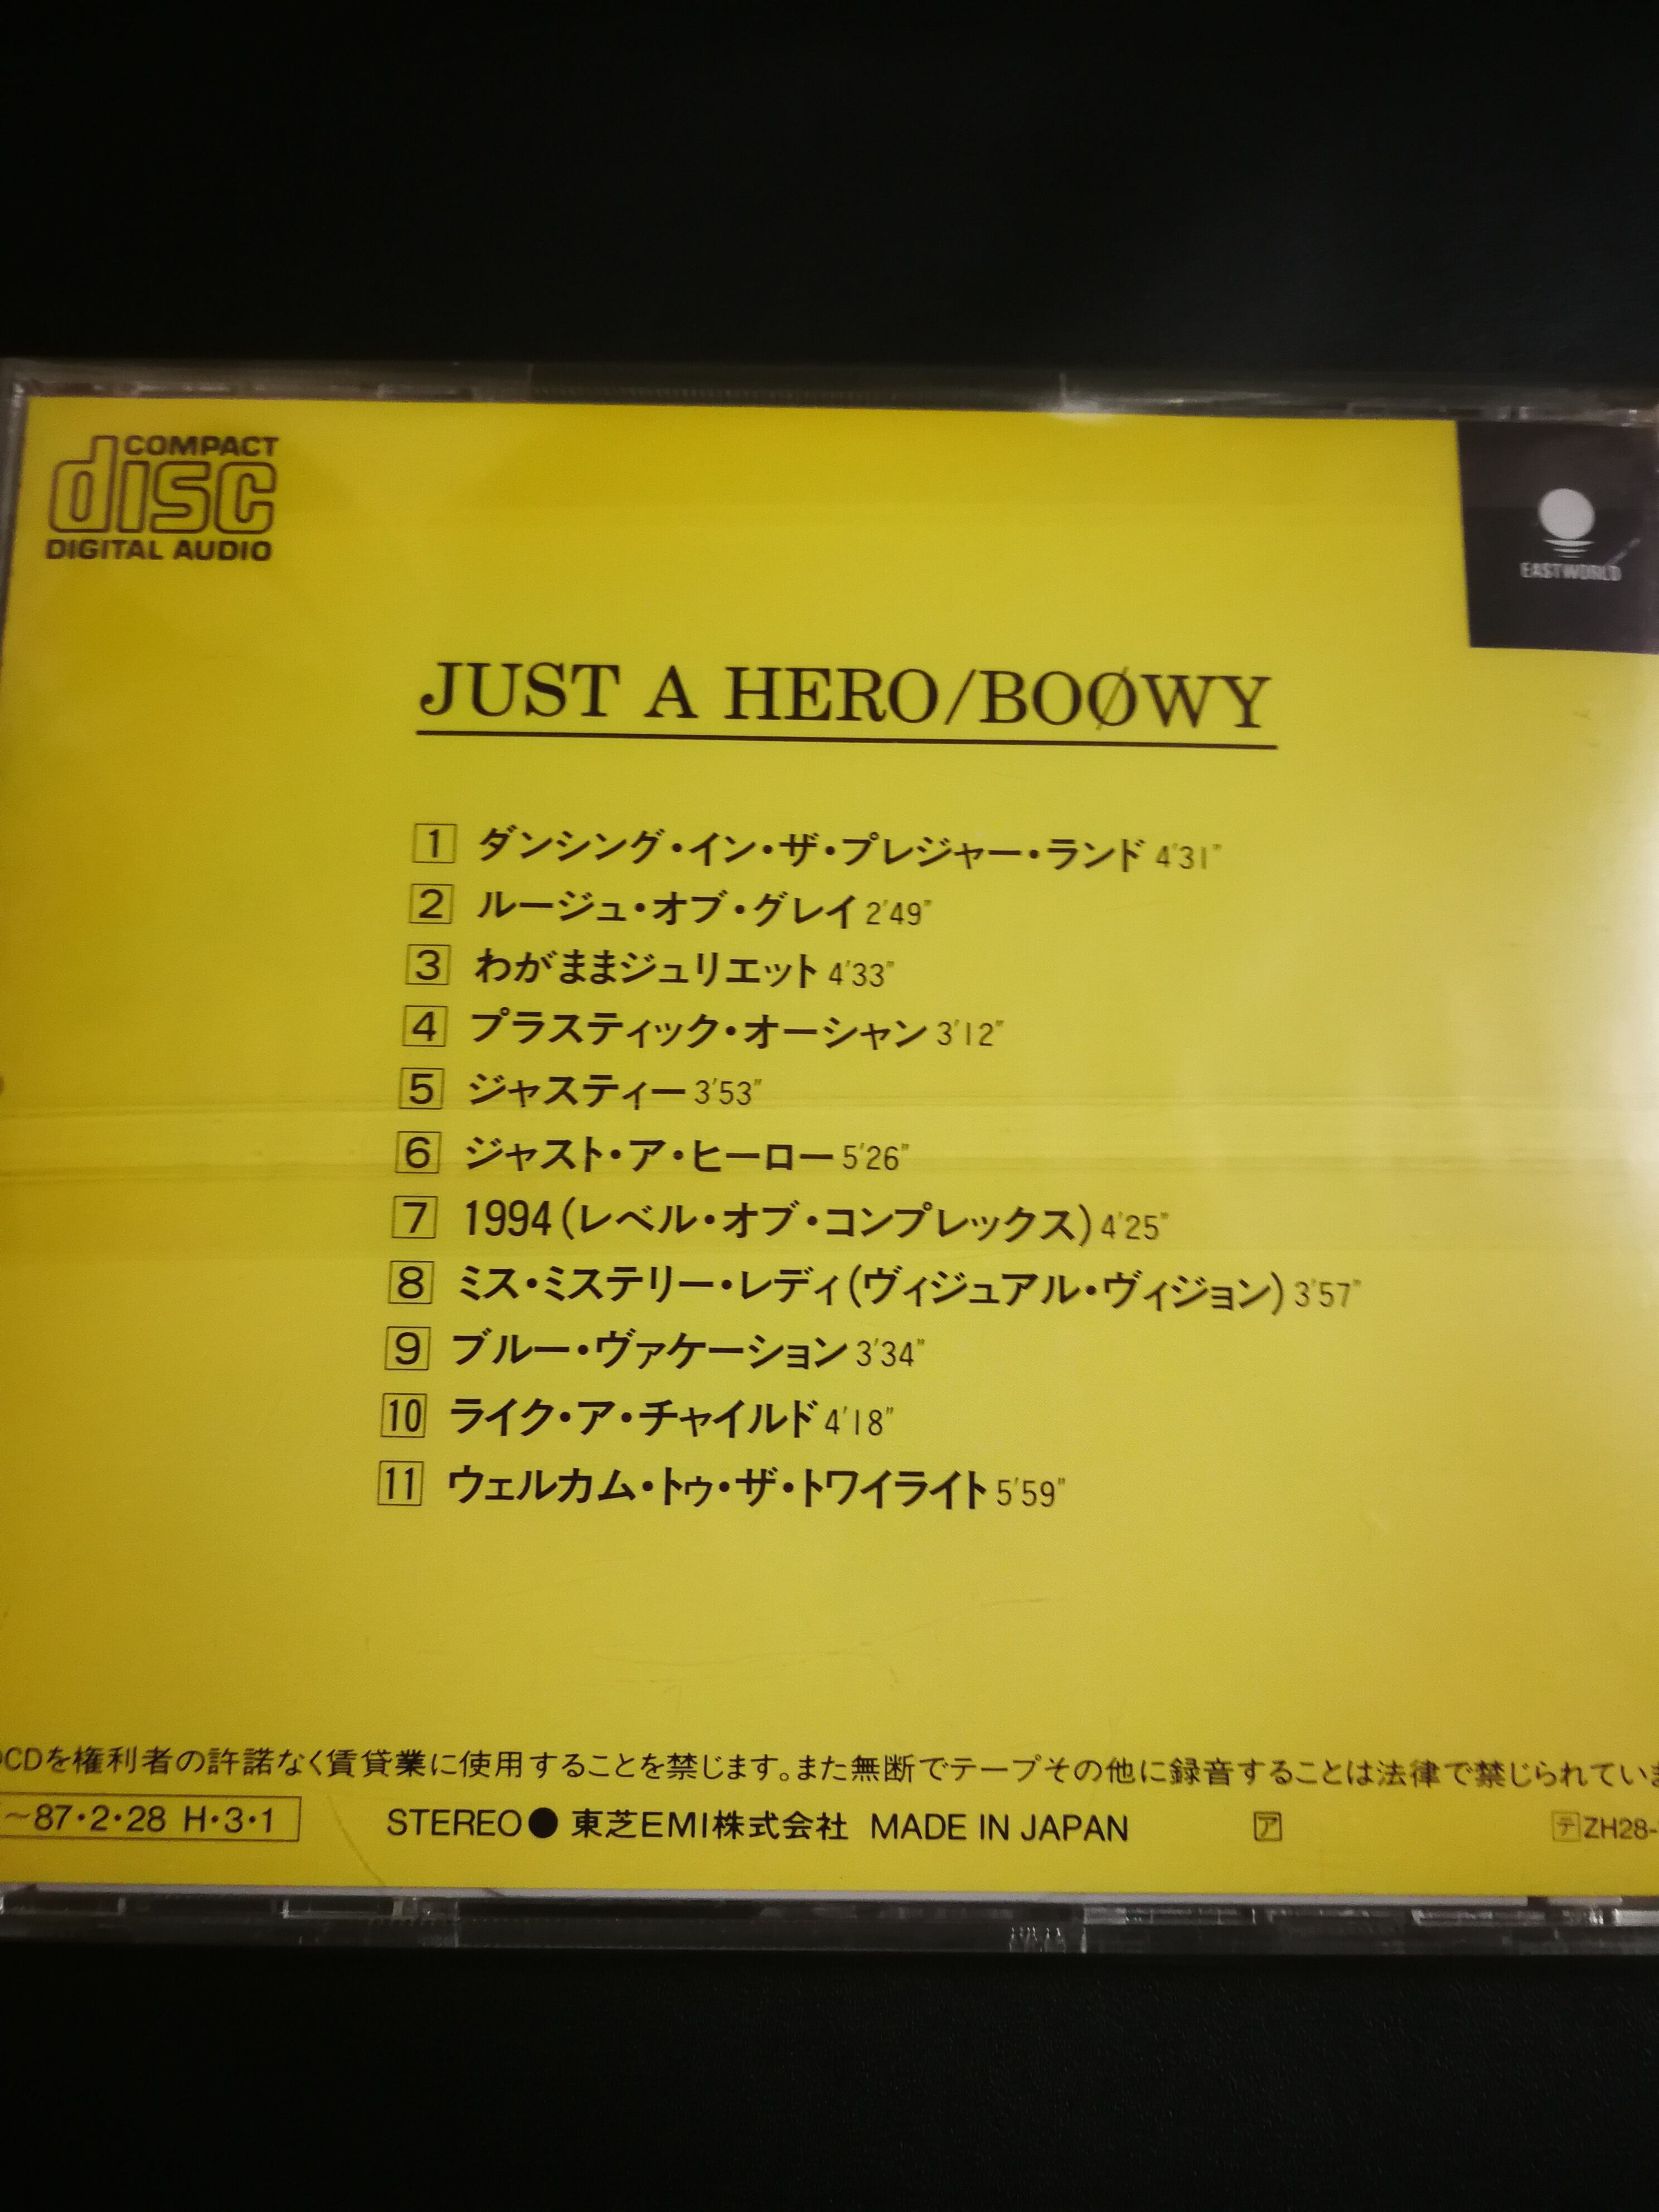 COMPACT
disc
DIGITAL AUDIO
EASTWORLD
JUST A HERO/BOØWY
1 ダンシング・イン・ザ・プレジャー・ランド 4'31"
2 ルージュ・オブ・グレイ 2'49"
3 わがままジュリエット 4'33"
4 プラスティック・オーシャン 3'12"
5 ジャスティー 3'53"
6 ジャスト・ア・ヒーロー 5'26"
7 1994(レベル・オブ・コンプレックス) 4'25"
8 ミス・ミステリー・レディ(ヴィジュアル・ヴィジョン) 3'57"
9 ブルー・ヴァケーション 3'34"
10 ライク・ア・チャイルド 4'18"
11 ウェルカム・トゥ・ザ・トワイライト 5'59"
CDを権利者の許諾なく賃貸業に使用することを禁じます。また無断でテープその他に録音することは法律で禁じられていま
~87・2・28 H・3・1
STEREO● 東芝EMI株式会社 MADE IN JAPAN ア テ ZH28-